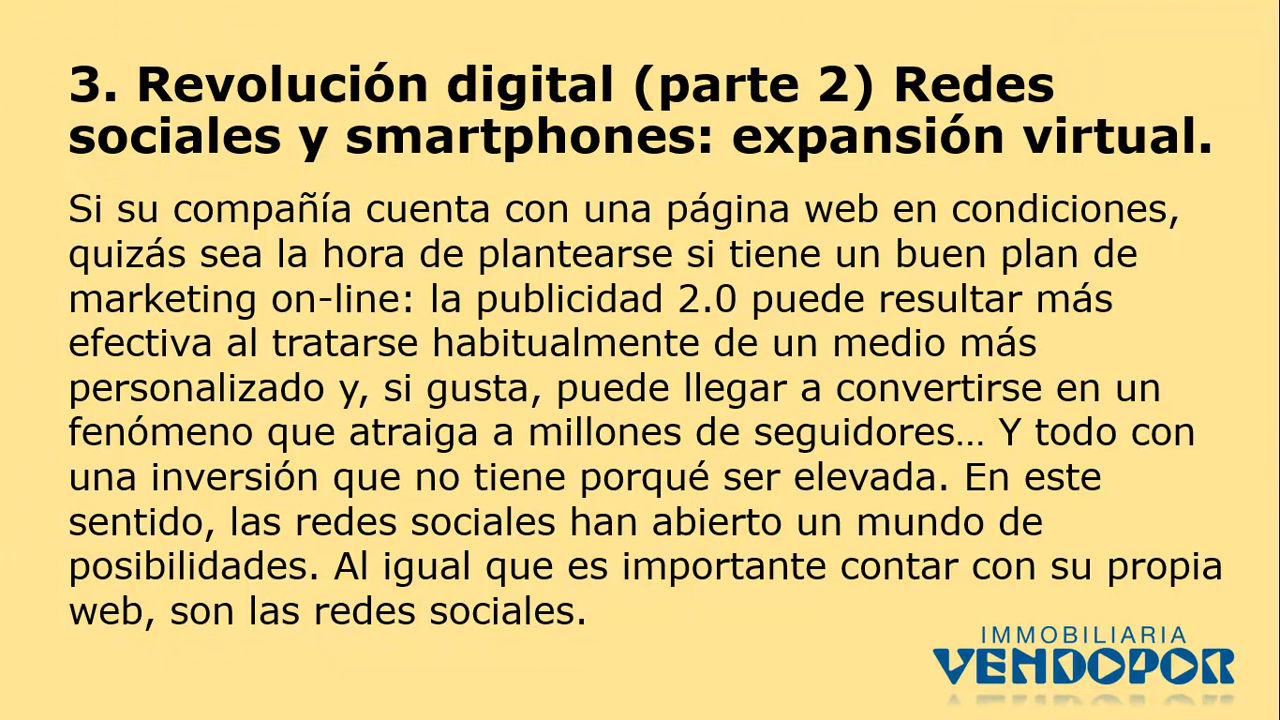 3. Revolución digital (parte 2) Redes
sociales y smartphones: expansión virtual.
Si su compañía cuenta con una página web en condiciones,
quizás sea la hora de plantearse si tiene un buen plan de
marketing on-line: la publicidad 2.0 puede resultar más
efectiva al tratarse habitualmente de un medio más
personalizado y, si gusta, puede llegar a convertirse en un
fenómeno que atraiga a millones de seguidores… Y todo con
una inversión que no tiene porqué ser elevada. En este
sentido, las redes sociales han abierto un mundo de
posibilidades. Al igual que es importante contar con su propia
web, son las redes sociales.
IMMOBILIARIA
VENDOPOR